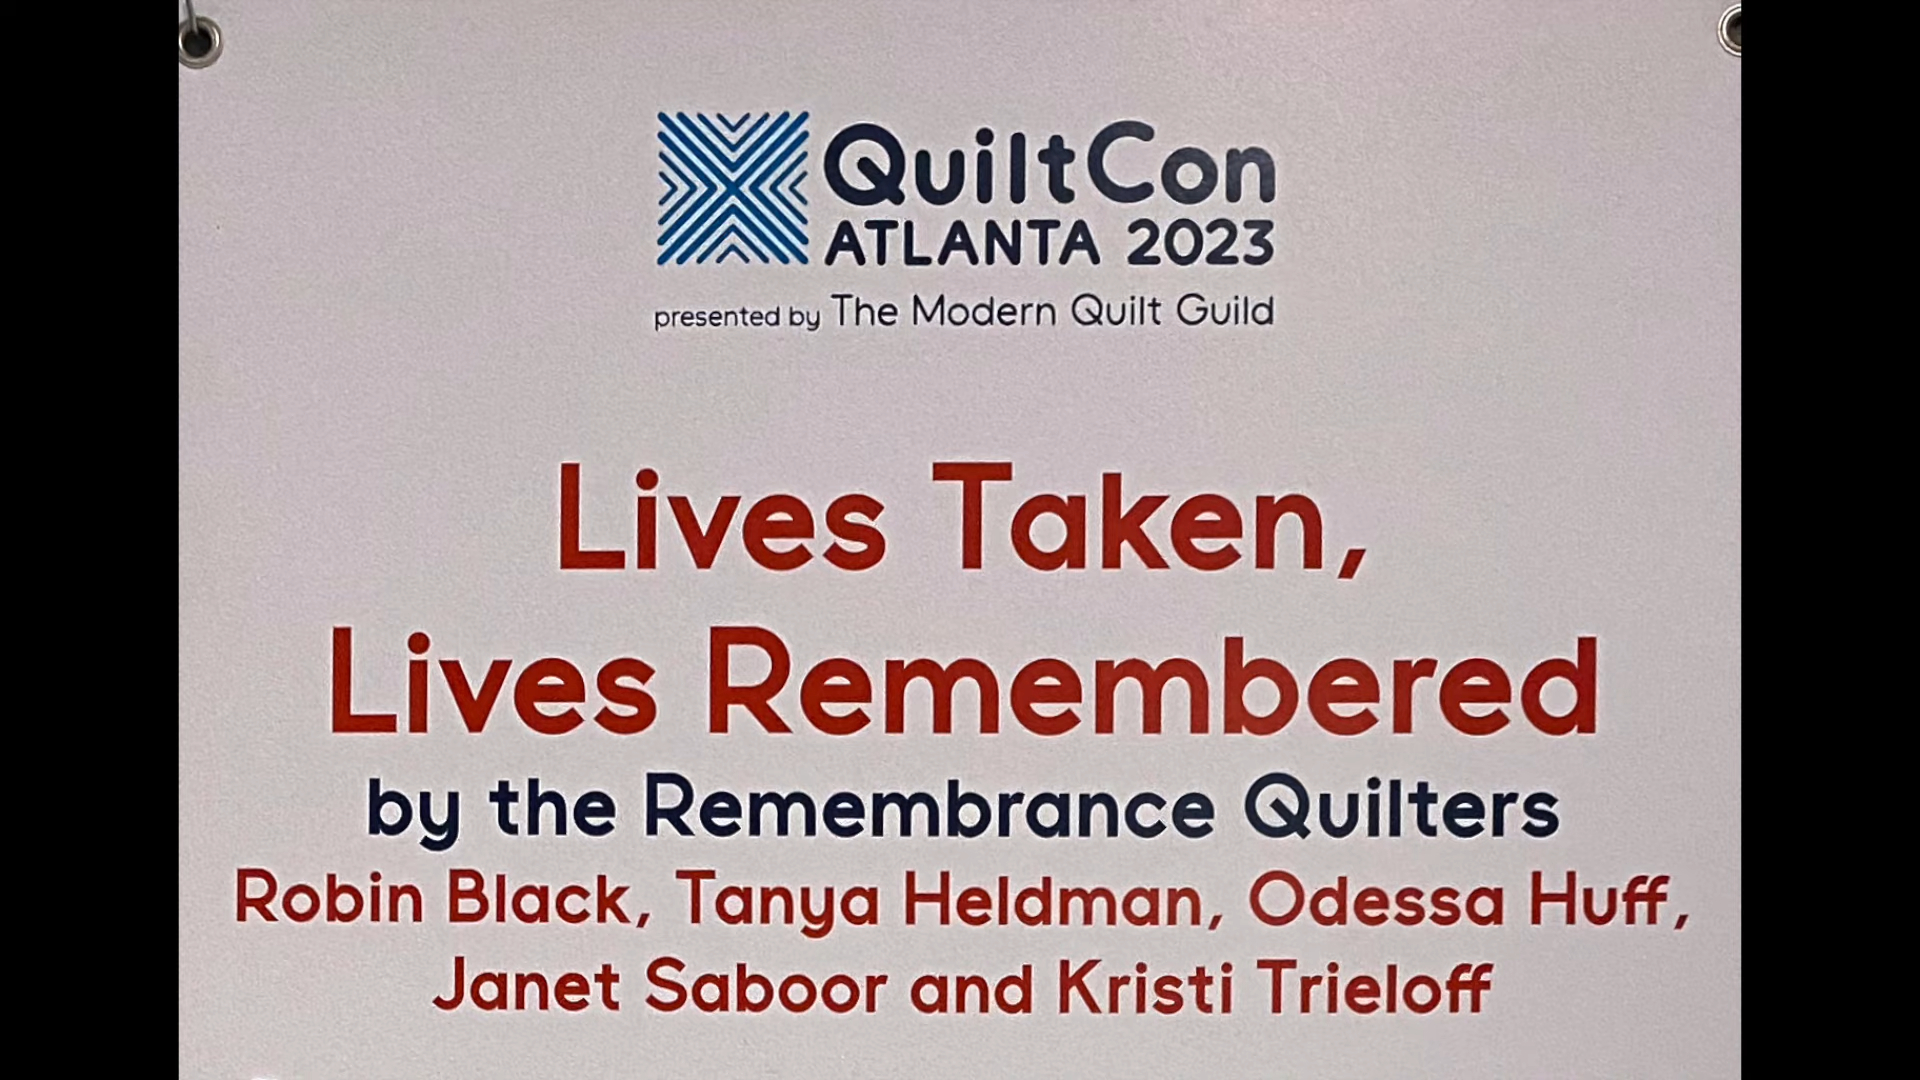 QuiltCon
ATLANTA 2023
presented by The Modern Quilt Guild
Lives Taken,
Lives Remembered
by the Remembrance Quilters
Robin Black, Tanya Heldman, Odessa Huff,
Janet Saboor and Kristi Trieloff